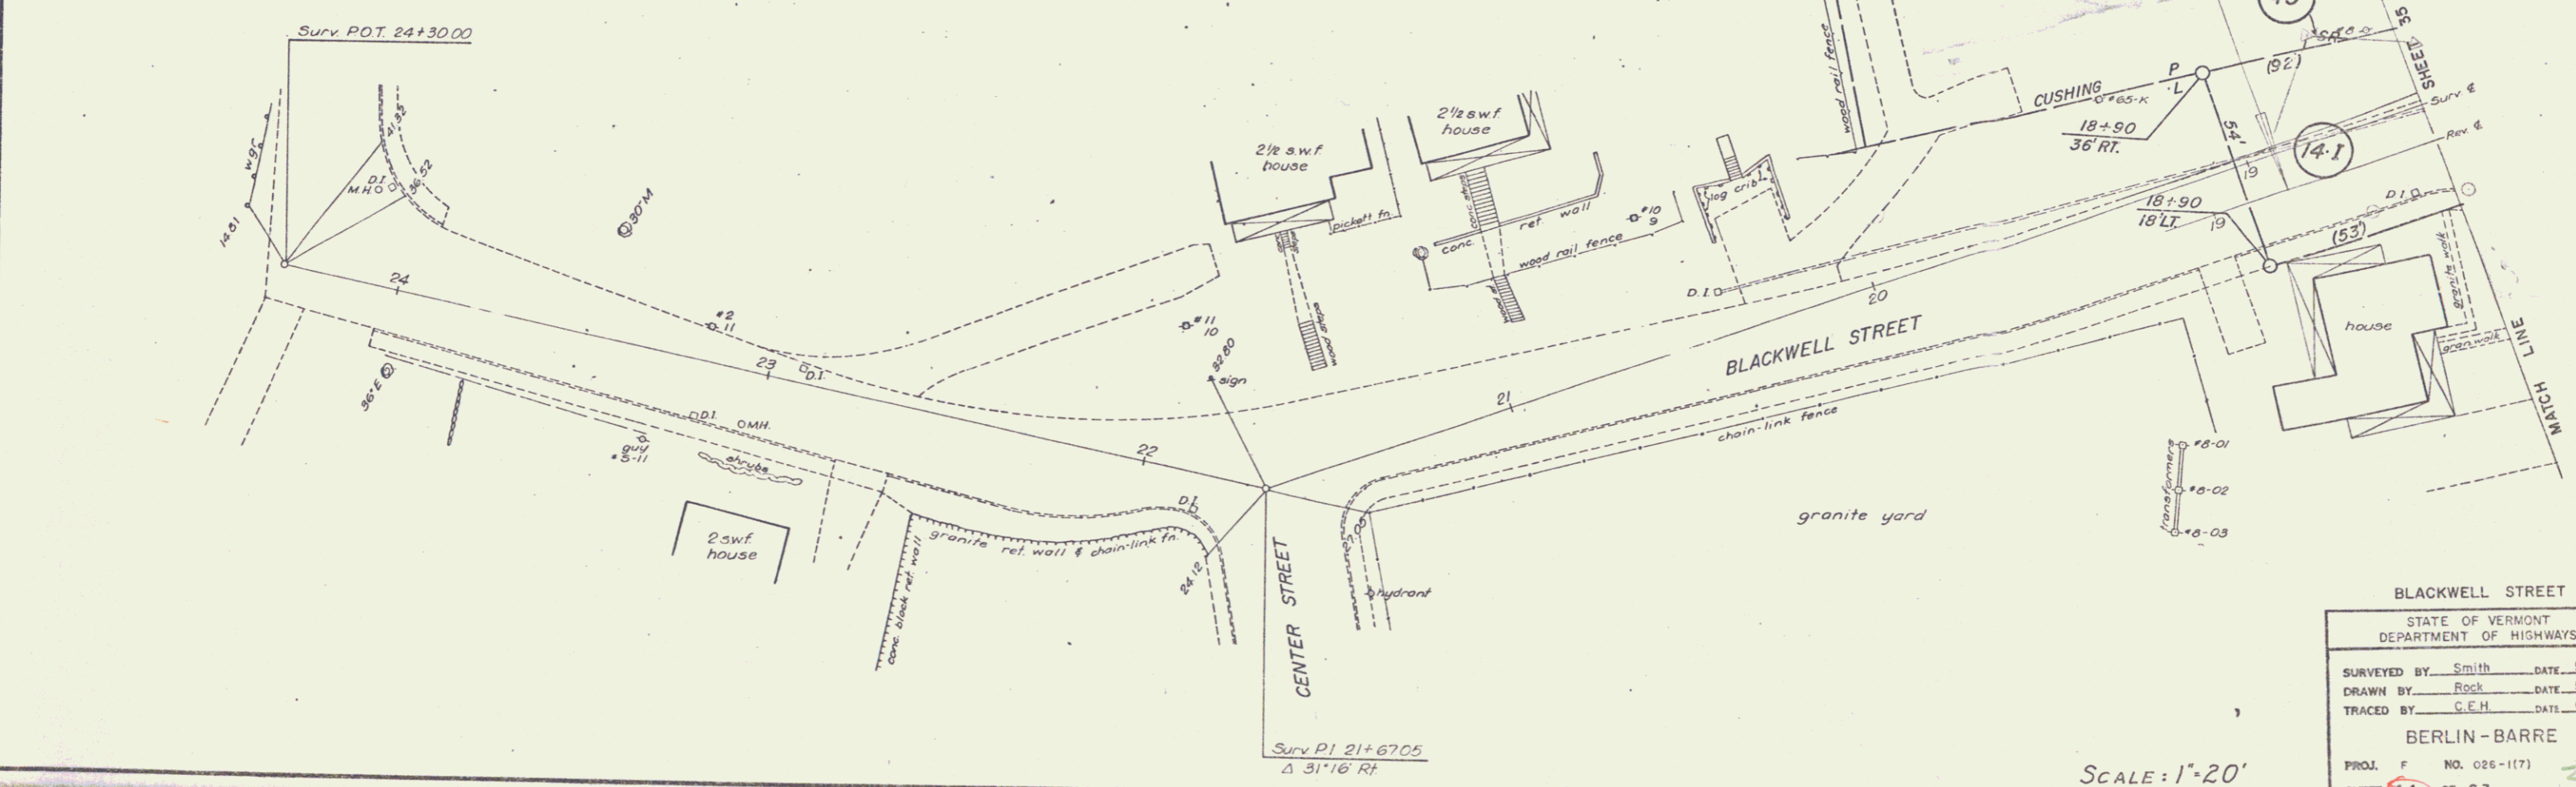 Surv. P.O.T. 24+30.00
wgr
14.81
41.35
36.52
D.I.
M.H.
30"M
24
#2
11
23
D.I.
D.I.
M.H.
36"E
guy
#5-11
shrubs
2 s.w.f.
house
conc. block ret. wall
granite ret. wall & chain-link fn.
D.I.
24.12
22
#11
10
32.80
sign
2½ s.w.f.
house
pickett fn.
wood steps
2½ s.w.f.
house
conc. steps
conc. ret. wall
#10
9
wood rail fence
wood st
log crib
wood rail fence
D.I.
21
20
BLACKWELL STREET
chain-link fence
granite yard
hydrant
CENTER STREET
Surv. P.I. 21+67.05
Δ 31°16' Rt.
CUSHING
#65-K
P
L
(92)
18+90
36' RT.
54'
19
14-I
SHEET 35
Surv. ℄
Rev. ℄
18+90
18' LT.
19
D.I.
(53')
granite walk
gran. walk
house
MATCH LINE
transformers
#8-01
#8-02
#8-03
BLACKWELL STREET
STATE OF VERMONT
DEPARTMENT OF HIGHWAYS
SURVEYED BY Smith DATE
DRAWN BY Rock DATE
TRACED BY C.E.H. DATE
BERLIN-BARRE
PROJ. F NO. 026-1(7)
SCALE: 1"=20'